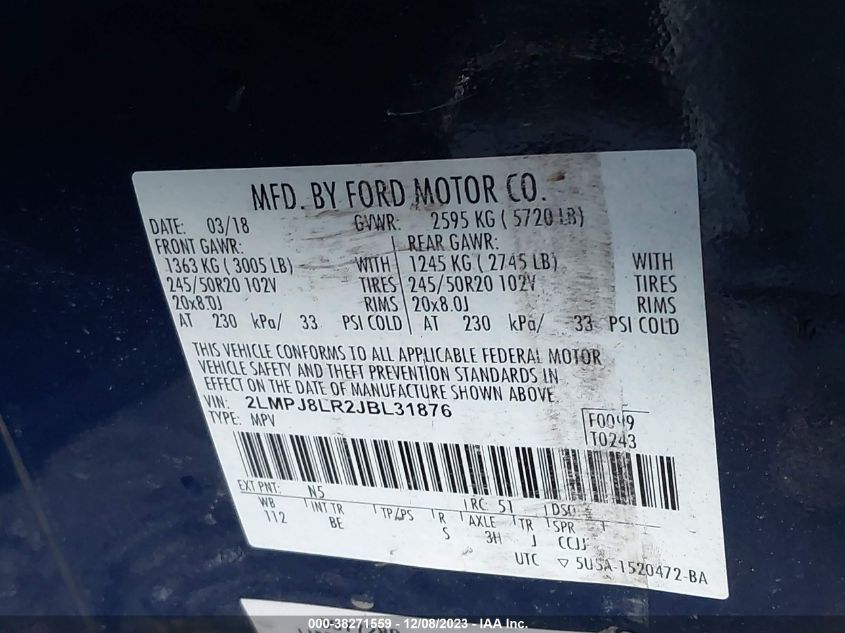 MFD. BY FORD MOTOR CO.
DATE: 03/18 GVWR: 2595 KG ( 5720 LB)
FRONT GAWR: REAR GAWR:
1363 KG ( 3005 LB) WITH 1245 KG ( 2745 LB) WITH
245/50R20 102V TIRES 245/50R20 102V TIRES
20x8.0J RIMS 20x8.0J RIMS
AT 230 kPa/ 33 PSI COLD AT 230 kPa/ 33 PSI COLD
THIS VEHICLE CONFORMS TO ALL APPLICABLE FEDERAL MOTOR
VEHICLE SAFETY AND THEFT PREVENTION STANDARDS IN
EFFECT ON THE DATE OF MANUFACTURE SHOWN ABOVE.
VIN: 2LMPJ8LR2JBL31876
TYPE: MPV
F0099
T0243
EXT PNT: N5 RC: 51 DSO:
WB INT TR TP/PS R AXLE TR SPR
112 BE S 3H J CCJJ
UTC ▽ 5USA-1520472-BA
000-38271559 - 12/08/2023 - IAA Inc.